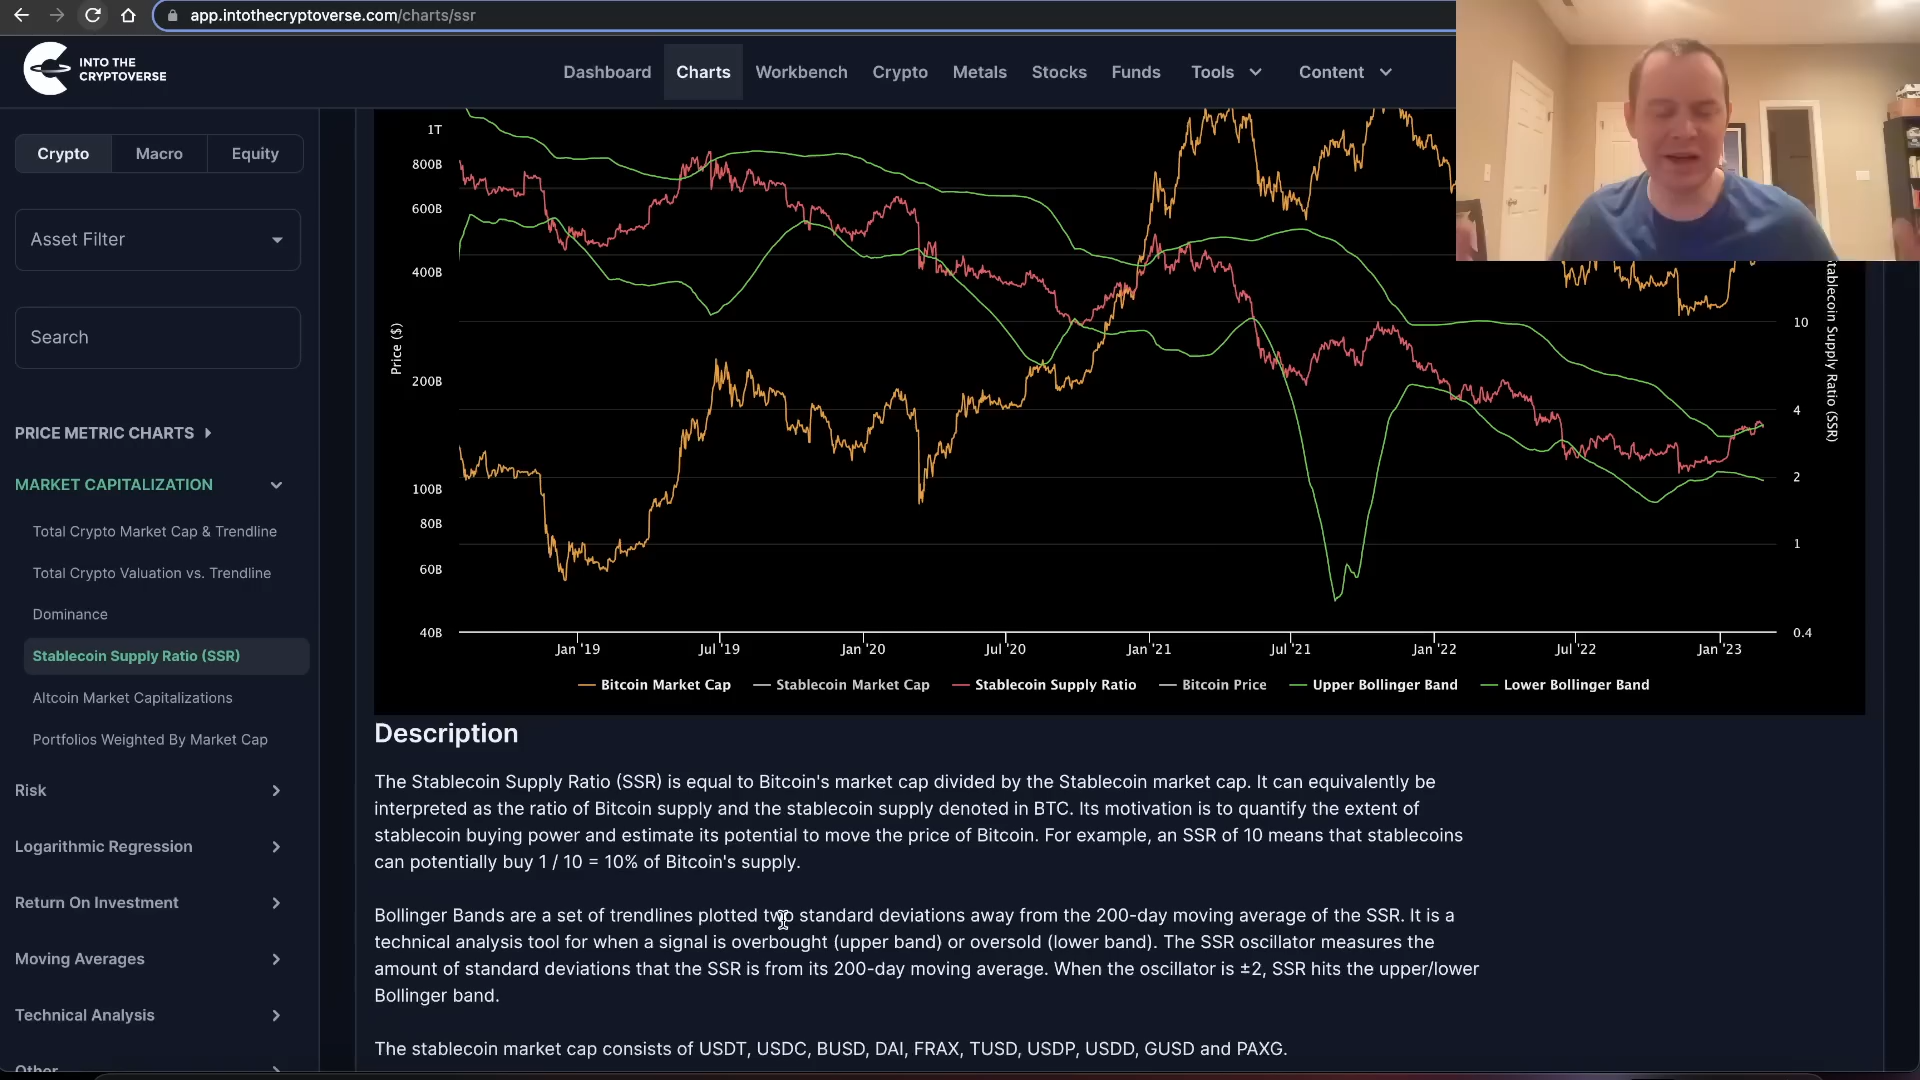 app.intothecryptoverse.com/charts/ssr
INTO THE
CRYPTOVERSE
Dashboard
Charts
Workbench
Crypto
Metals
Stocks
Funds
Tools
Content
Crypto
Macro
Equity
Asset Filter
Search
PRICE METRIC CHARTS
MARKET CAPITALIZATION
Total Crypto Market Cap & Trendline
Total Crypto Valuation vs. Trendline
Dominance
Stablecoin Supply Ratio (SSR)
Altcoin Market Capitalizations
Portfolios Weighted By Market Cap
Risk
Logarithmic Regression
Return On Investment
Moving Averages
Technical Analysis
Other
1T
800B
600B
400B
200B
100B
80B
60B
40B
Price ($)
10
4
2
1
0.4
Stablecoin Supply Ratio (SSR)
Jan '19
Jul '19
Jan '20
Jul '20
Jan '21
Jul '21
Jan '22
Jul '22
Jan '23
Bitcoin Market Cap
Stablecoin Market Cap
Stablecoin Supply Ratio
Bitcoin Price
Upper Bollinger Band
Lower Bollinger Band
Description
The Stablecoin Supply Ratio (SSR) is equal to Bitcoin's market cap divided by the Stablecoin market cap. It can equivalently be
interpreted as the ratio of Bitcoin supply and the stablecoin supply denoted in BTC. Its motivation is to quantify the extent of
stablecoin buying power and estimate its potential to move the price of Bitcoin. For example, an SSR of 10 means that stablecoins
can potentially buy 1 / 10 = 10% of Bitcoin's supply.
Bollinger Bands are a set of trendlines plotted two standard deviations away from the 200-day moving average of the SSR. It is a
technical analysis tool for when a signal is overbought (upper band) or oversold (lower band). The SSR oscillator measures the
amount of standard deviations that the SSR is from its 200-day moving average. When the oscillator is ±2, SSR hits the upper/lower
Bollinger band.
The stablecoin market cap consists of USDT, USDC, BUSD, DAI, FRAX, TUSD, USDP, USDD, GUSD and PAXG.